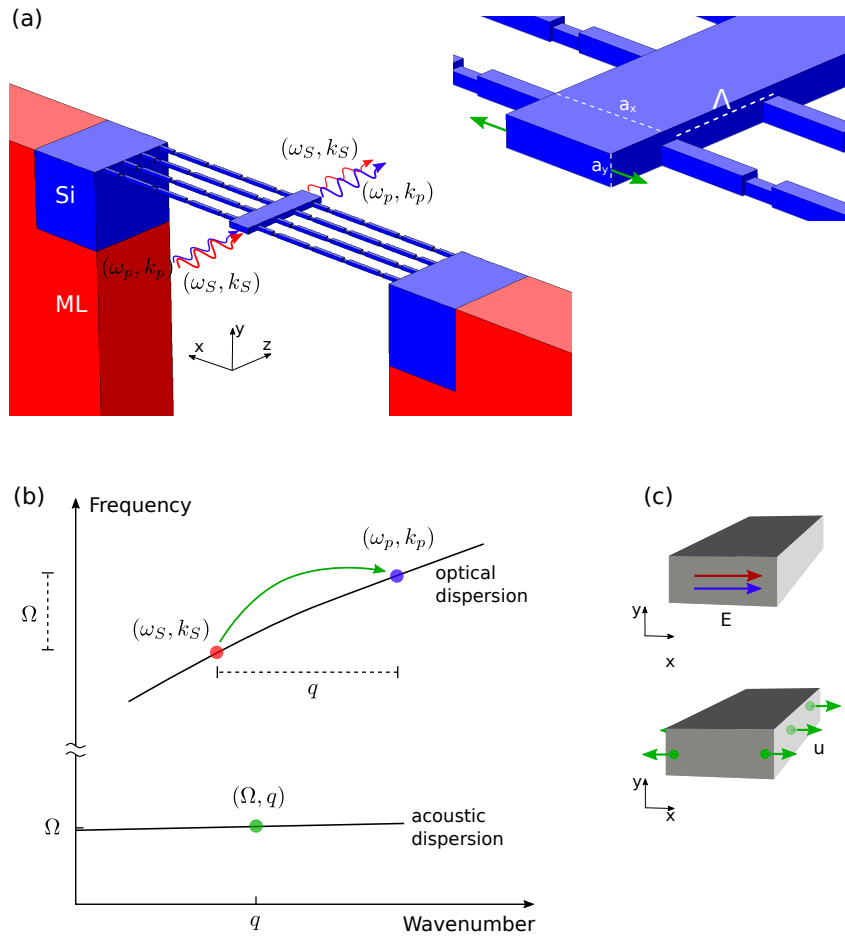 (a)
Si
ML
(ω_S, k_S)
(ω_p, k_p)
(ω_p, k_p)
(ω_S, k_S)
y
x
z
a_x
Λ
a_y
(b)
Frequency
(ω_p, k_p)
optical
dispersion
Ω
(ω_S, k_S)
q
(Ω, q)
acoustic
dispersion
Ω
q
Wavenumber
(c)
E
y
x
u
y
x